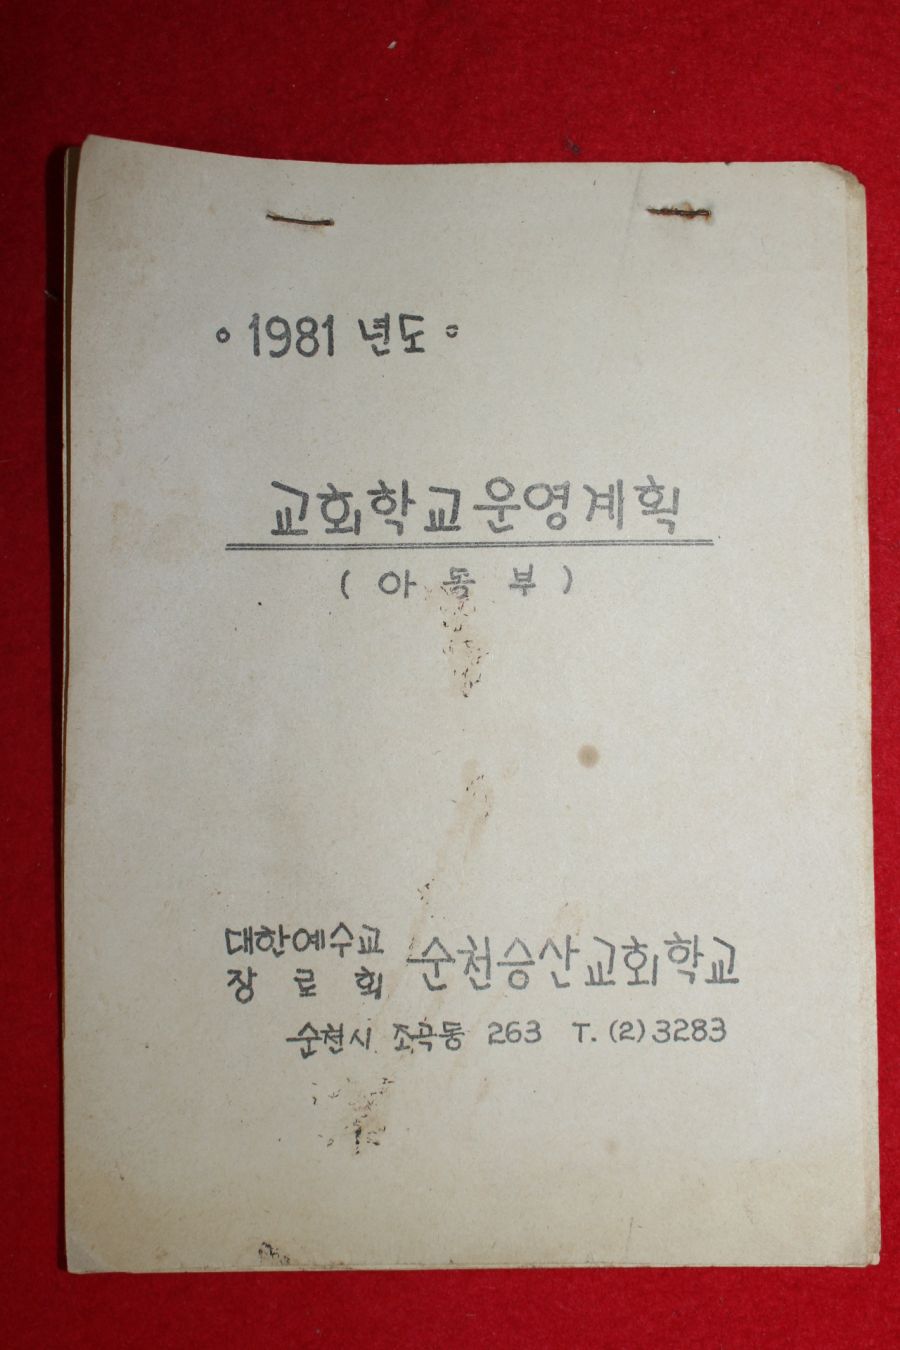 ∘ 1981 년도 ∘
교회학교운영계획
( 아 동 부 )
대한예수교
장 로 회 순천승산교회학교
순천시 조곡동 263 T. (2) 3283